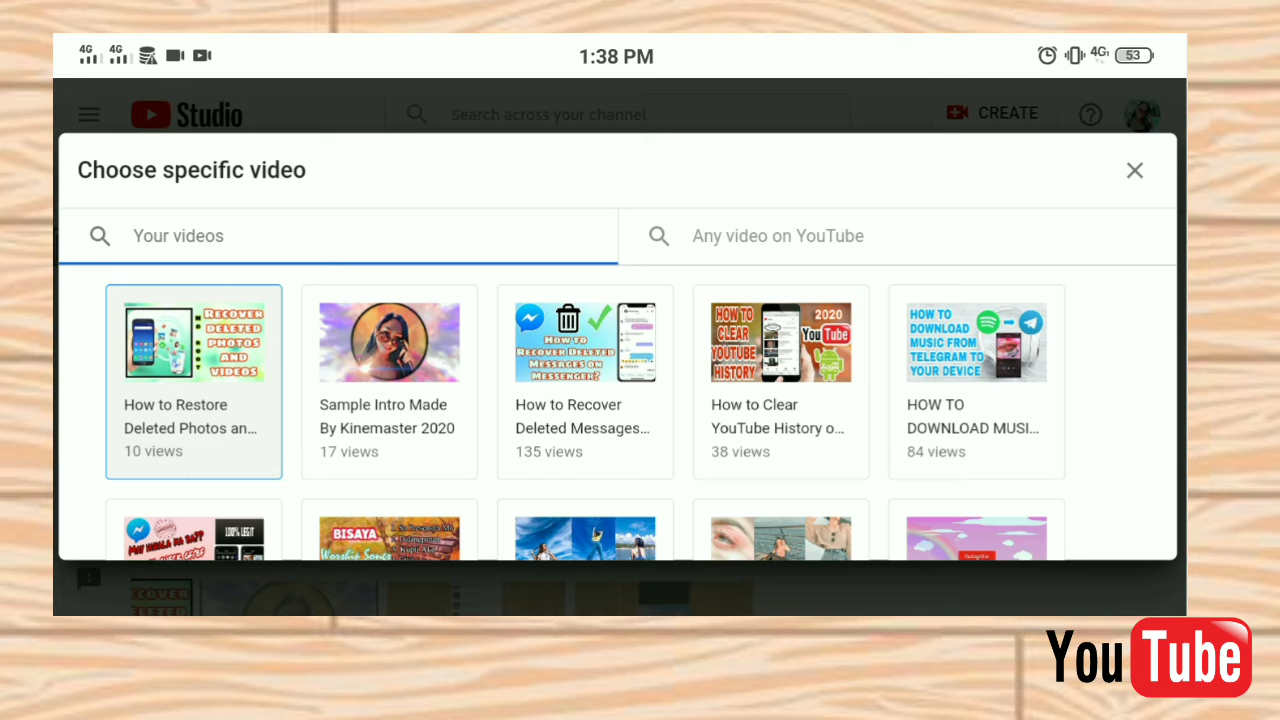 4G 4G 1:38 PM 4G 53
Studio Search across your channel CREATE
Choose specific video
Your videos Any video on YouTube
RECOVER
DELETED
PHOTOS
AND
VIDEOS
How to Restore
Deleted Photos an...
10 views
Sample Intro Made
By Kinemaster 2020
17 views
HOW TO
RECOVER DELETED
MESSAGES ON
MESSENGER?
How to Recover
Deleted Messages...
135 views
HOW TO
CLEAR
YOUTUBE
HISTORY
2020
YouTube
How to Clear
YouTube History o...
38 views
HOW TO
DOWNLOAD
MUSIC FROM
TELEGRAM TO
YOUR DEVICE
HOW TO
DOWNLOAD MUSI...
84 views
100% LEGIT
BISAYA
Worship Songs
Subscribe
RECOVER
YouTube